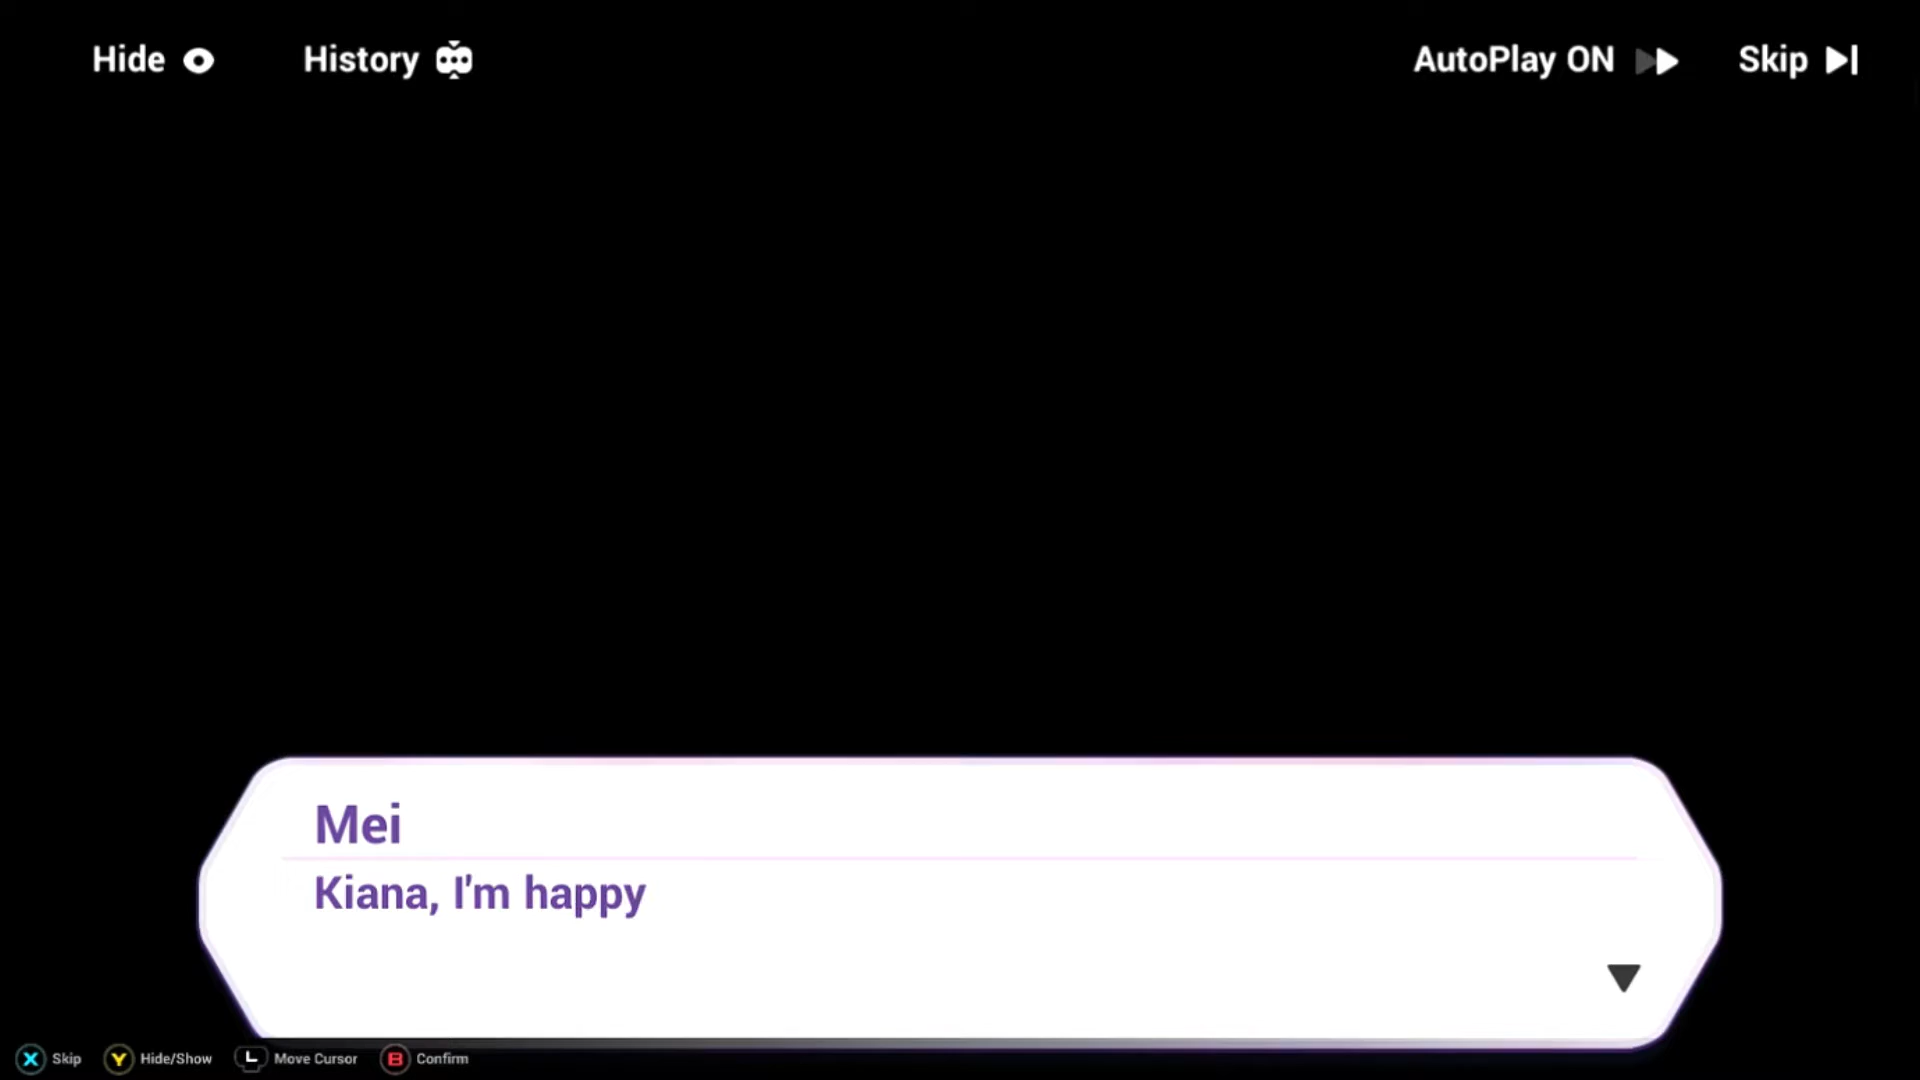 Hide
History
AutoPlay ON
Skip
Mei
Kiana, I'm happy
X Skip
Y Hide/Show
L Move Cursor
B Confirm